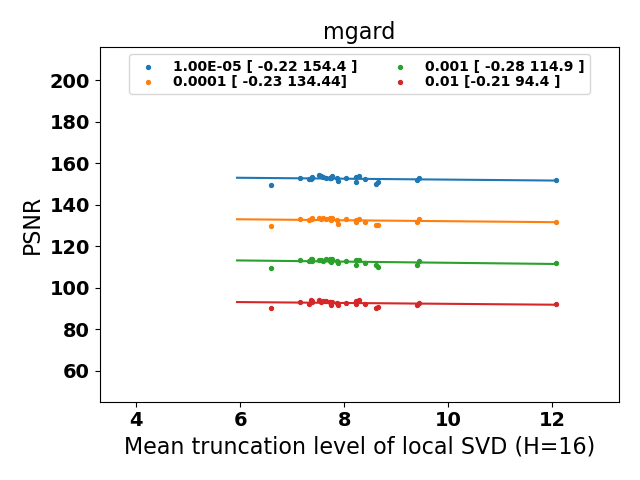 mgard
1.00E-05 [ -0.22 154.4 ]
0.0001 [ -0.23 134.44]
0.001 [ -0.28 114.9 ]
0.01 [-0.21 94.4 ]
PSNR
200
180
160
140
120
100
80
60
4 6 8 10 12
Mean truncation level of local SVD (H=16)